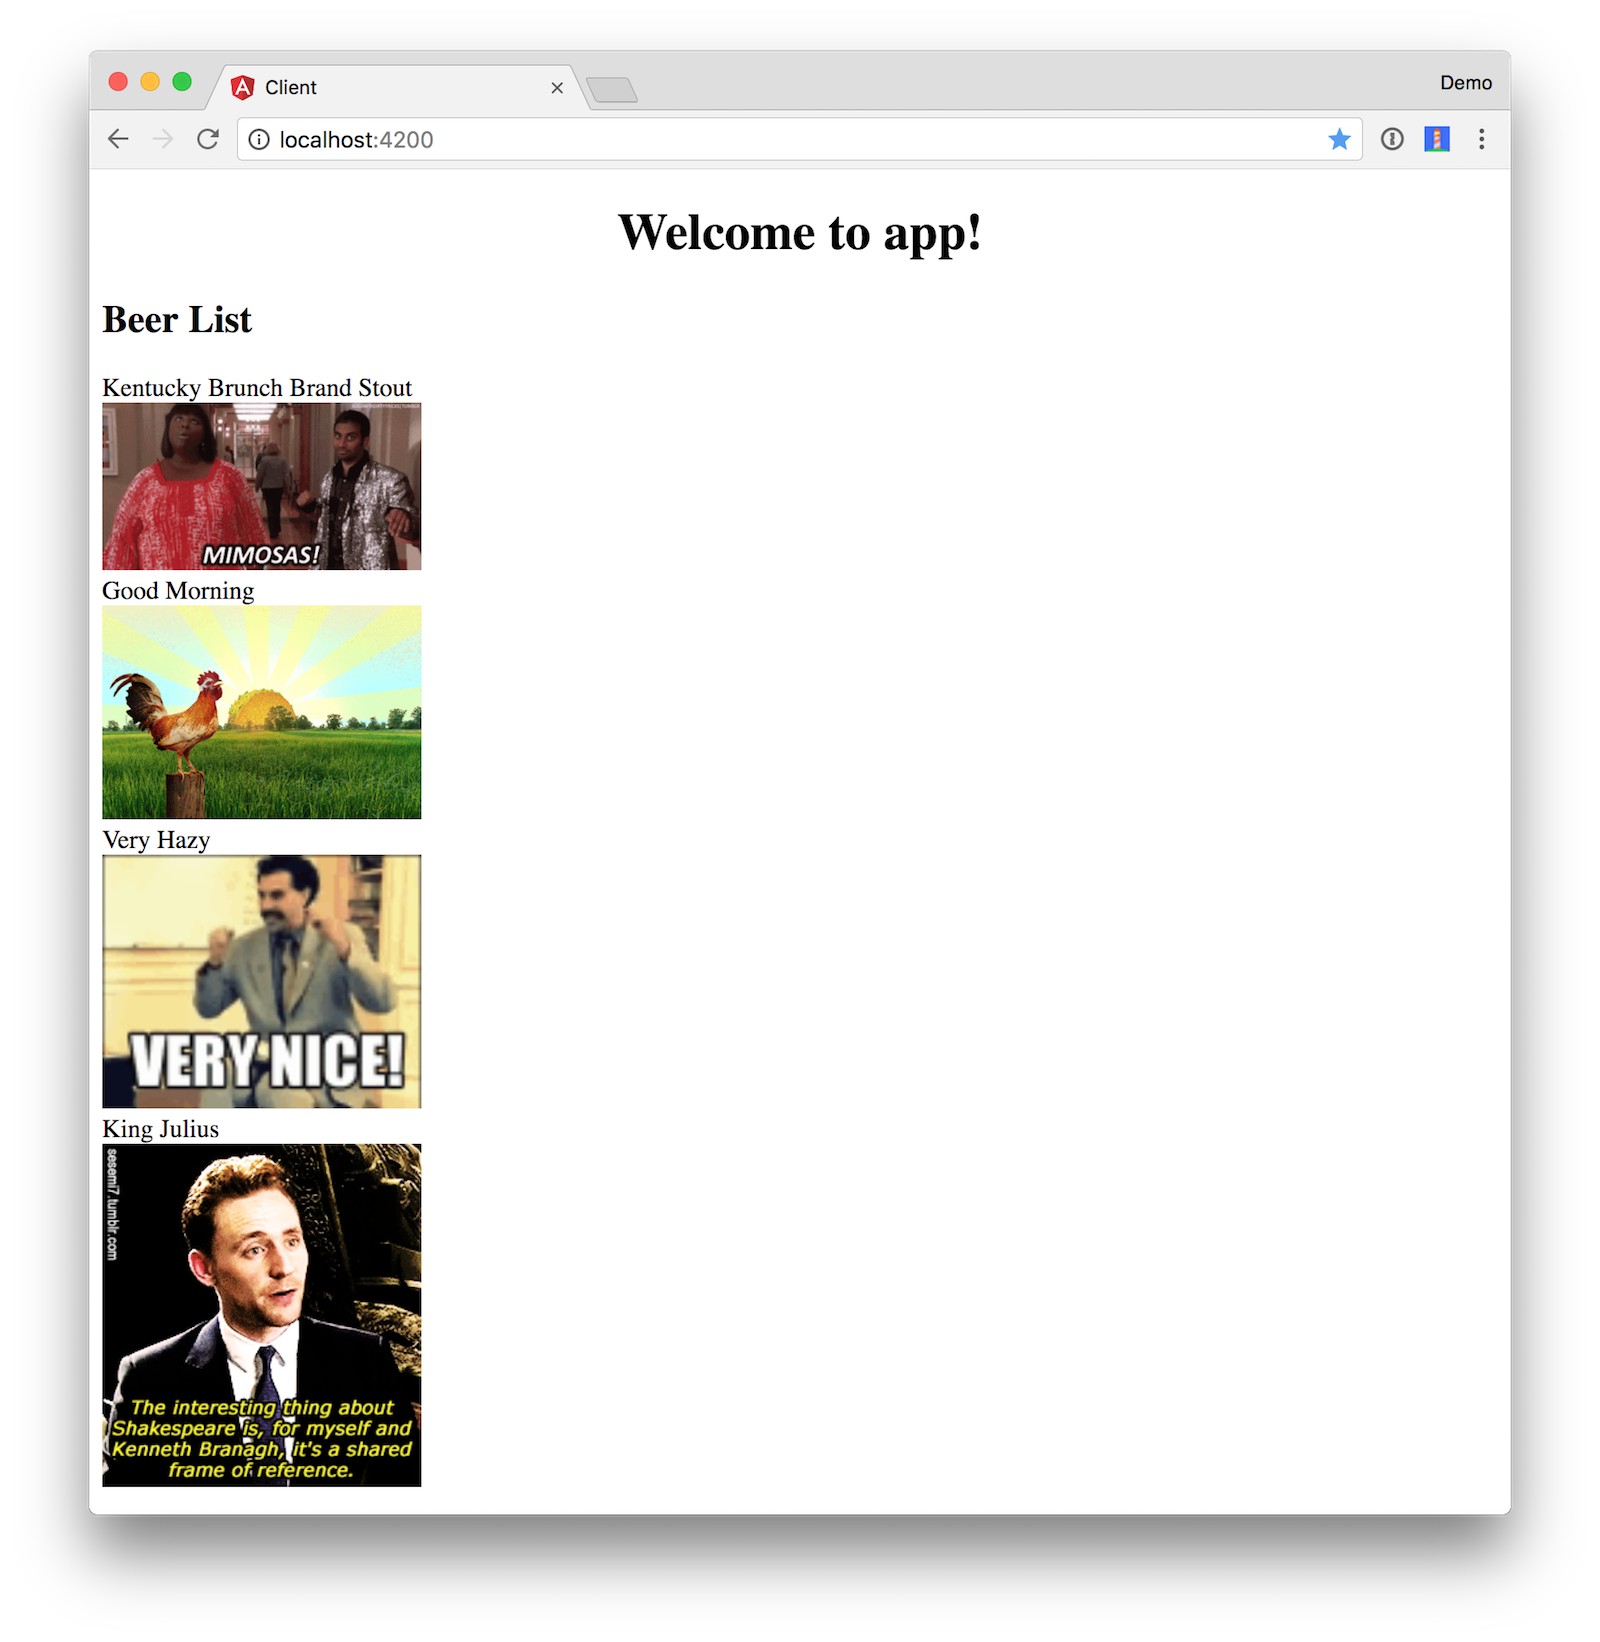 Client
Demo
localhost:4200
Welcome to app!
Beer List
Kentucky Brunch Brand Stout
MIMOSAS!
Good Morning
Very Hazy
VERY NICE!
King Julius
sesemi7.tumblr.com
The interesting thing about
Shakespeare is, for myself and
Kenneth Branagh, it's a shared
frame of reference.